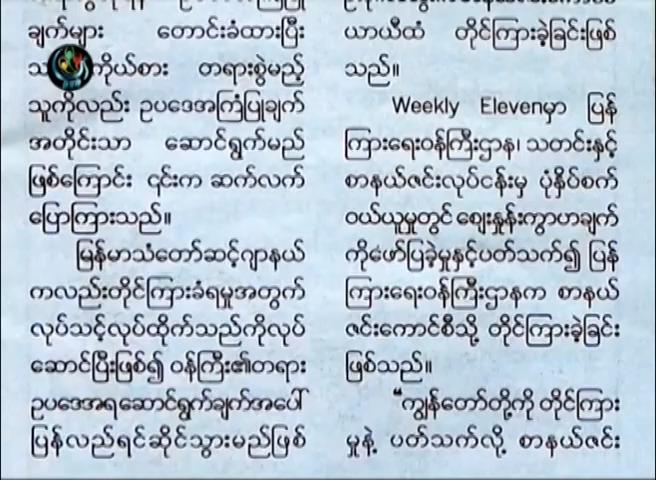 ချက်များ တောင်းခံထားပြီး
ကိုယ်စား တရားစွဲမည့်
သူကိုလည်း ဥပဒေအကြံပြုချက်
အတိုင်းသာ ဆောင်ရွက်မည်
ဖြစ်ကြောင်း ၎င်းက ဆက်လက်
ပြောကြားသည်။
မြန်မာသံတော်ဆင့်ဂျာနယ်
ကလည်းတိုင်ကြားခံရမှုအတွက်
လုပ်သင့်လုပ်ထိုက်သည်ကိုလုပ်
ဆောင်ပြီးဖြစ်၍ ဝန်ကြီး၏တရား
ဥပဒေအရဆောင်ရွက်ချက်အပေါ်
ပြန်လည်ရင်ဆိုင်သွားမည်ဖြစ်
ယာယီထံ တိုင်ကြားခဲ့ခြင်းဖြစ်
သည်။
Weekly Elevenမှာ ပြန်
ကြားရေးဝန်ကြီးဌာန၊ သတင်းနှင့်
စာနယ်ဇင်းလုပ်ငန်းမှ ပုံနှိပ်စက်
ဝယ်ယူမှုတွင် ဈေးနှုန်းကွာဟချက်
ကိုဖော်ပြခဲ့မှုနှင့်ပတ်သက်၍ ပြန်
ကြားရေးဝန်ကြီးဌာနက စာနယ်
ဇင်းကောင်စီသို့ တိုင်ကြားခဲ့ခြင်း
ဖြစ်သည်။
“ကျွန်တော်တို့ကို တိုင်ကြား
မှုနဲ့ ပတ်သက်လို့ စာနယ်ဇင်း